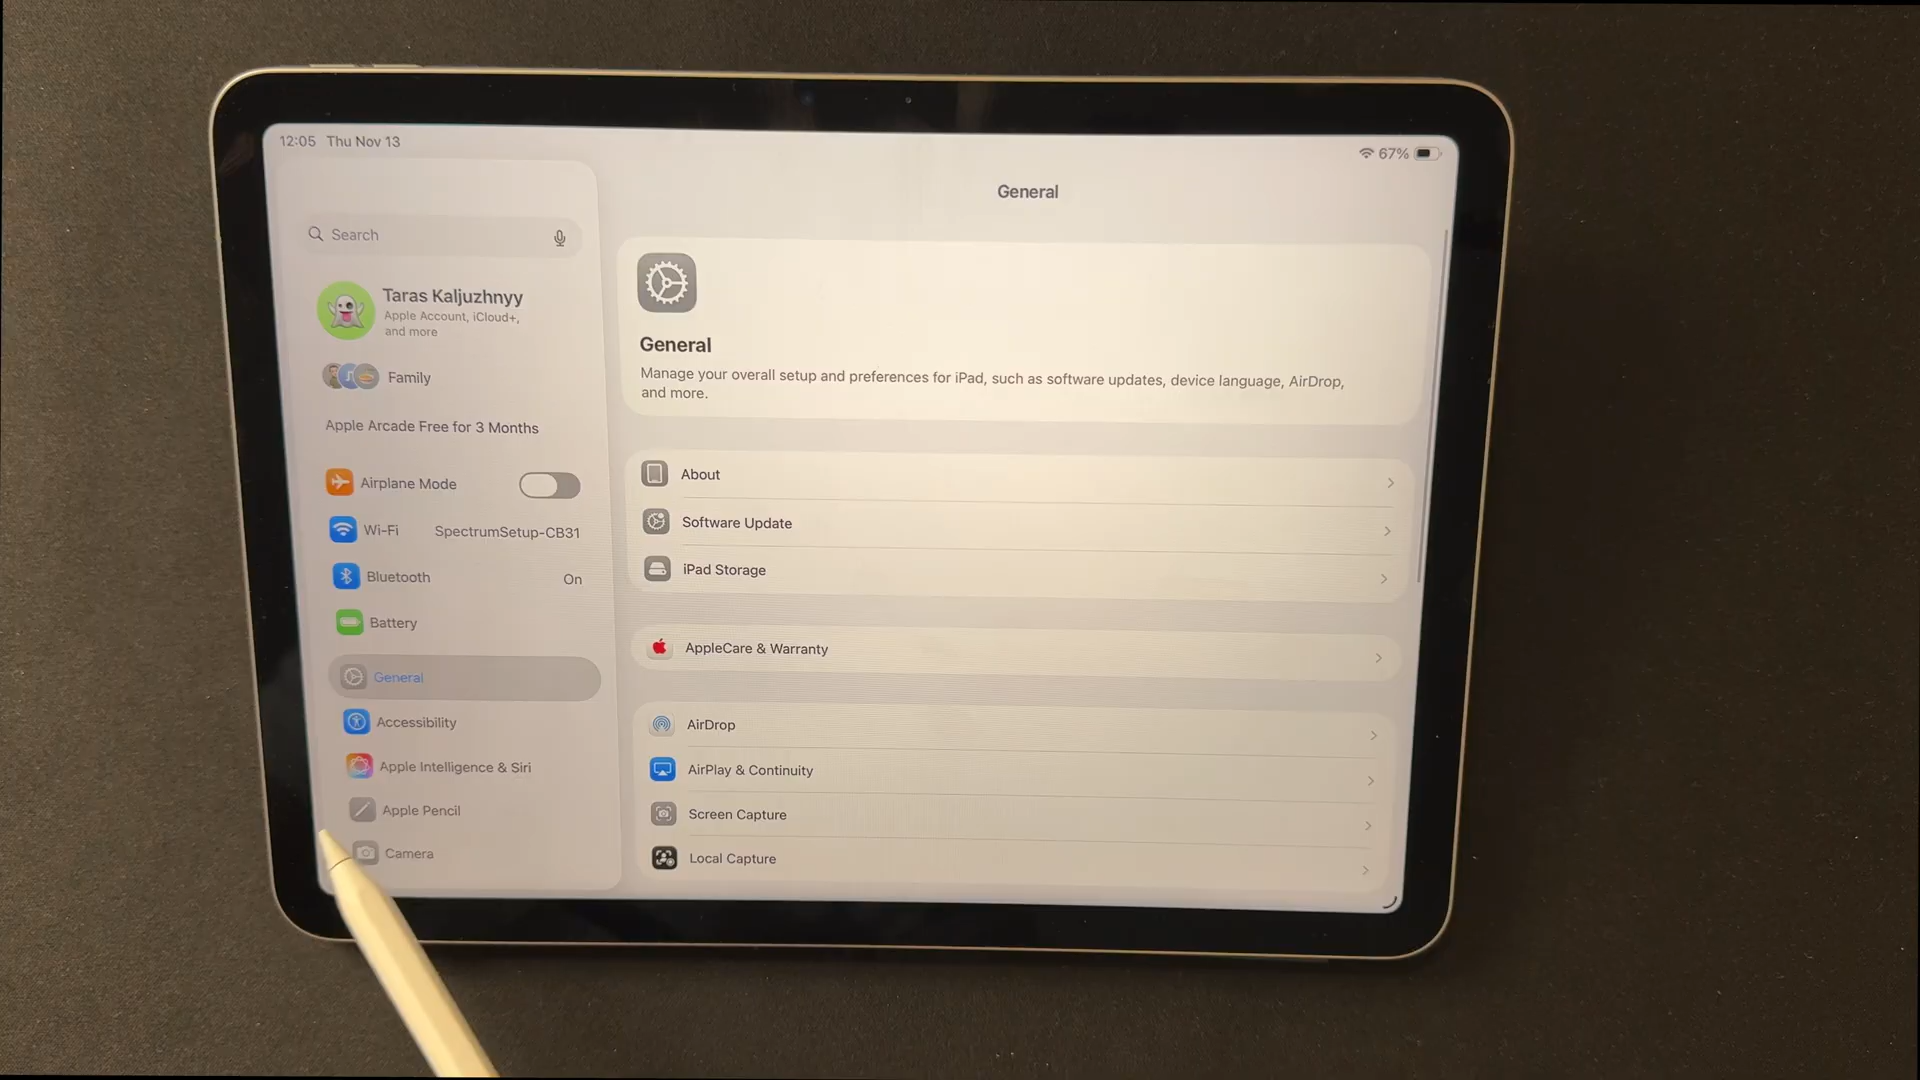 12:05 Thu Nov 13
67%
Search
Taras Kaljuzhnyy
Apple Account, iCloud+,
and more
Family
Apple Arcade Free for 3 Months
Airplane Mode
Wi-Fi SpectrumSetup-CB31
Bluetooth On
Battery
General
Accessibility
Apple Intelligence & Siri
Apple Pencil
Camera
General
General
Manage your overall setup and preferences for iPad, such as software updates, device language, AirDrop,
and more.
About
Software Update
iPad Storage
AppleCare & Warranty
AirDrop
AirPlay & Continuity
Screen Capture
Local Capture